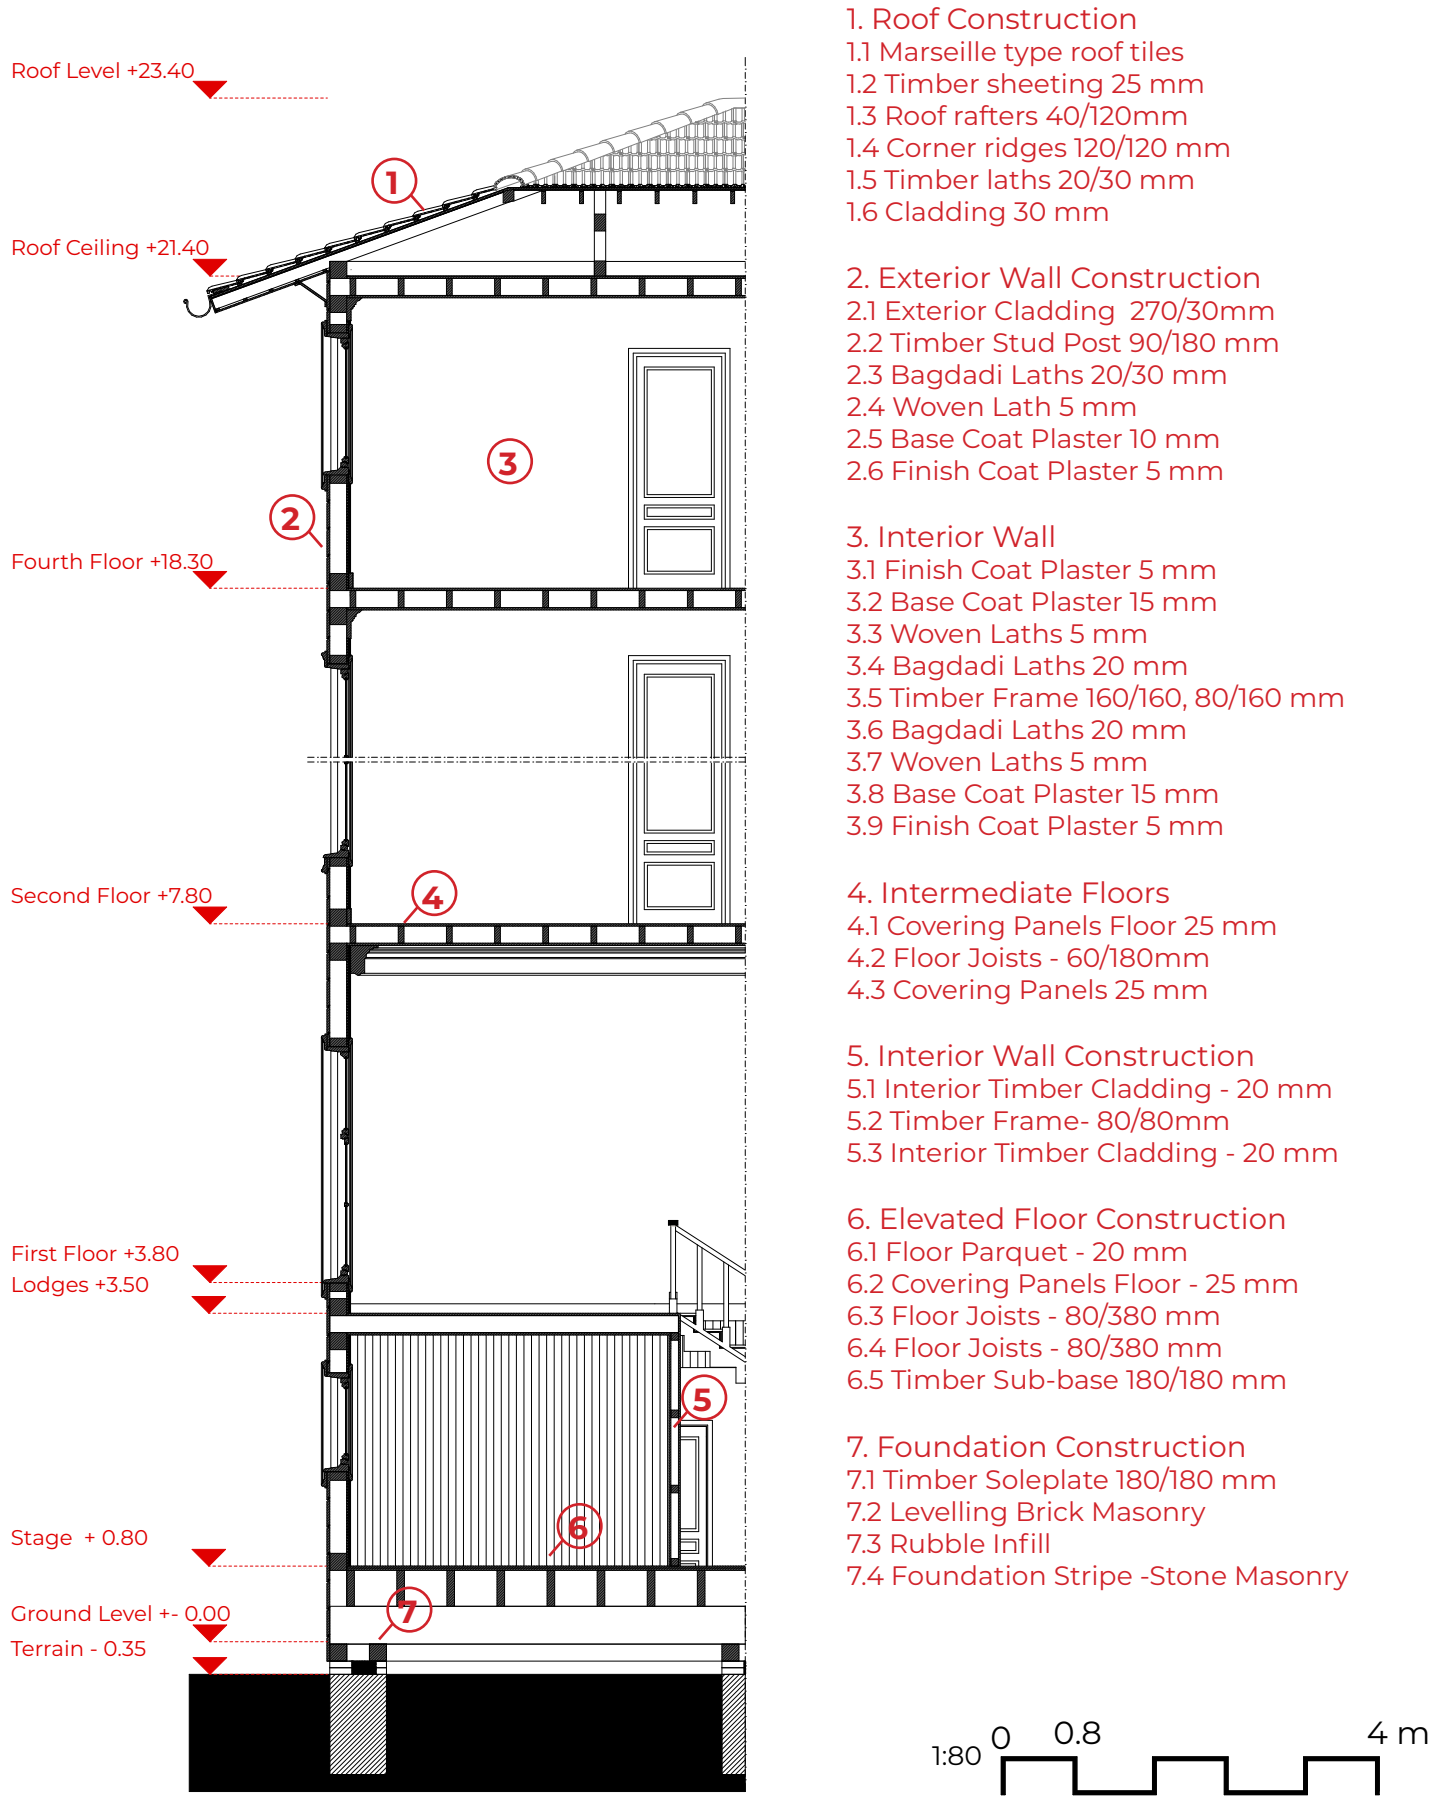 Roof Level +23.40
1
Roof Ceiling +21.40
3
2
Fourth Floor +18.30
Second Floor +7.80
4
First Floor +3.80
Lodges +3.50
5
6
Stage + 0.80
7
Ground Level +- 0.00
Terrain - 0.35
1. Roof Construction
1.1 Marseille type roof tiles
1.2 Timber sheeting 25 mm
1.3 Roof rafters 40/120mm
1.4 Corner ridges 120/120 mm
1.5 Timber laths 20/30 mm
1.6 Cladding 30 mm
2. Exterior Wall Construction
2.1 Exterior Cladding 270/30mm
2.2 Timber Stud Post 90/180 mm
2.3 Bagdadi Laths 20/30 mm
2.4 Woven Lath 5 mm
2.5 Base Coat Plaster 10 mm
2.6 Finish Coat Plaster 5 mm
3. Interior Wall
3.1 Finish Coat Plaster 5 mm
3.2 Base Coat Plaster 15 mm
3.3 Woven Laths 5 mm
3.4 Bagdadi Laths 20 mm
3.5 Timber Frame 160/160, 80/160 mm
3.6 Bagdadi Laths 20 mm
3.7 Woven Laths 5 mm
3.8 Base Coat Plaster 15 mm
3.9 Finish Coat Plaster 5 mm
4. Intermediate Floors
4.1 Covering Panels Floor 25 mm
4.2 Floor Joists - 60/180mm
4.3 Covering Panels 25 mm
5. Interior Wall Construction
5.1 Interior Timber Cladding - 20 mm
5.2 Timber Frame- 80/80mm
5.3 Interior Timber Cladding - 20 mm
6. Elevated Floor Construction
6.1 Floor Parquet - 20 mm
6.2 Covering Panels Floor - 25 mm
6.3 Floor Joists - 80/380 mm
6.4 Floor Joists - 80/380 mm
6.5 Timber Sub-base 180/180 mm
7. Foundation Construction
7.1 Timber Soleplate 180/180 mm
7.2 Levelling Brick Masonry
7.3 Rubble Infill
7.4 Foundation Stripe -Stone Masonry
1:80 0 0.8 4 m